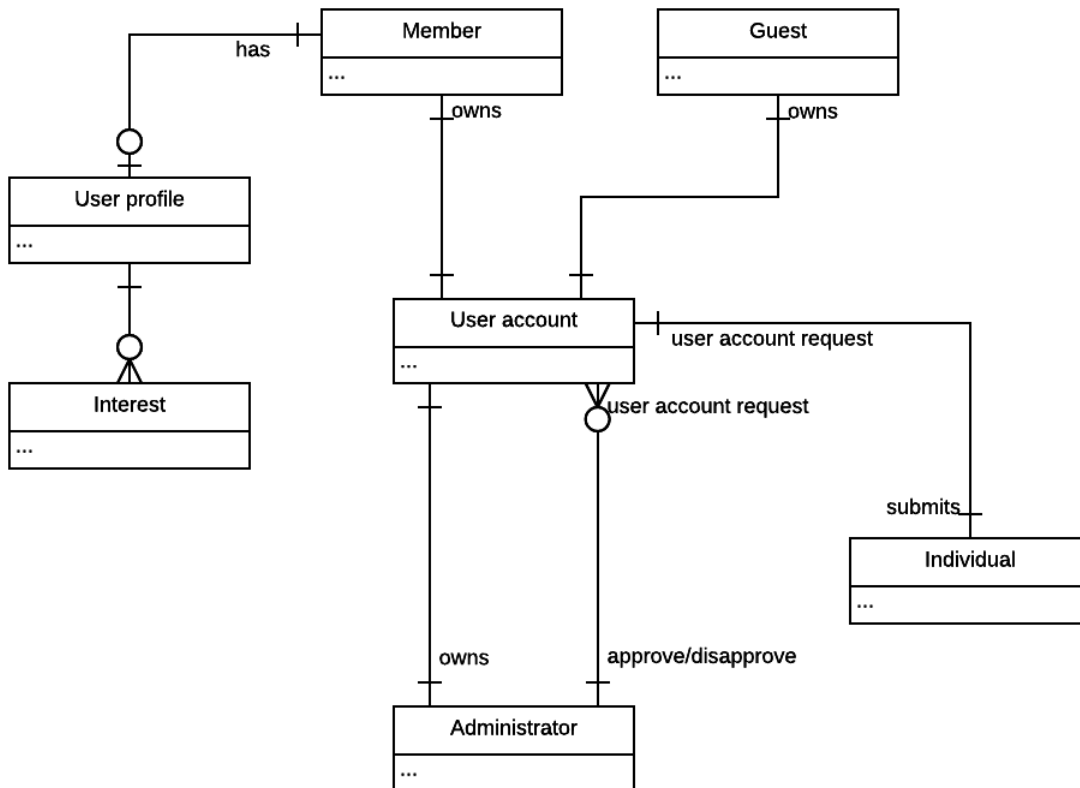 Member
...
Guest
...
has
owns
owns
User profile
...
User account
...
user account request
Interest
...
user account request
submits
Individual
...
owns
approve/disapprove
Administrator
...